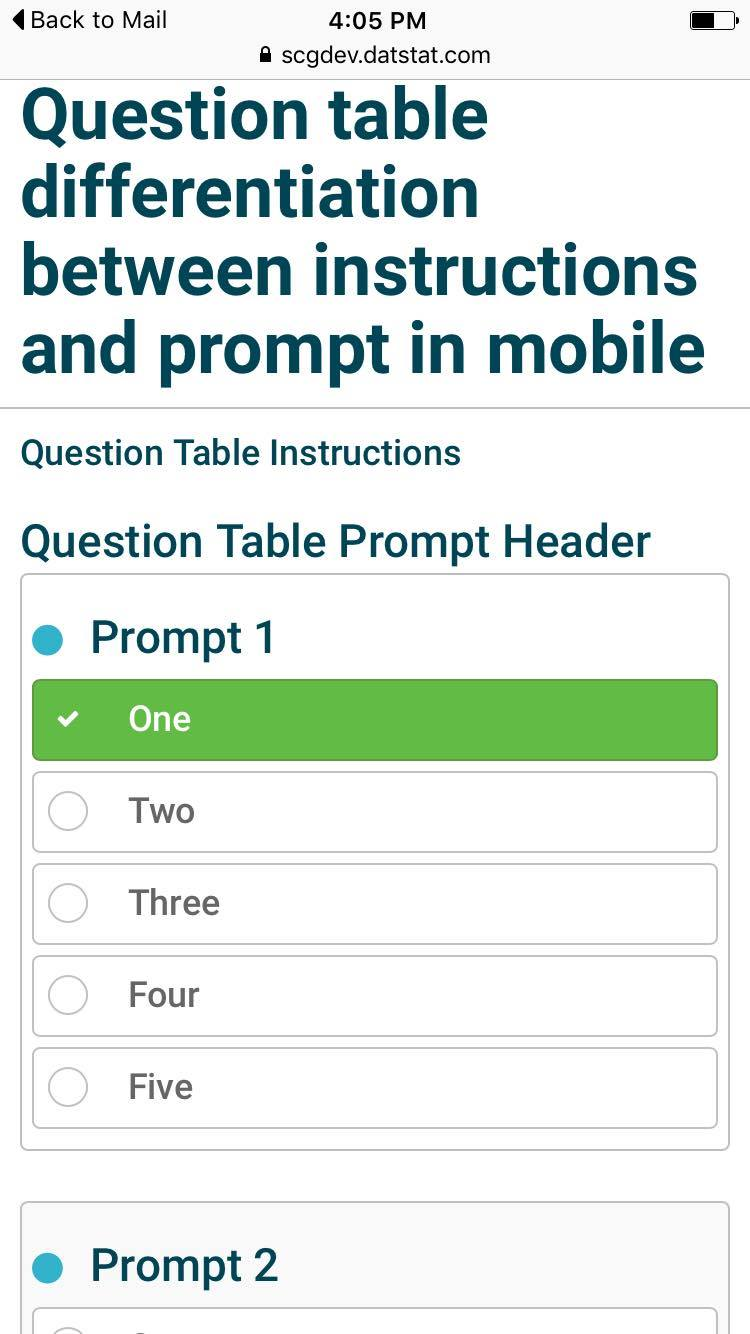 Back to Mail
4:05 PM
scgdev.datstat.com
Question table
differentiation
between instructions
and prompt in mobile
Question Table Instructions
Question Table Prompt Header
Prompt 1
One
Two
Three
Four
Five
Prompt 2